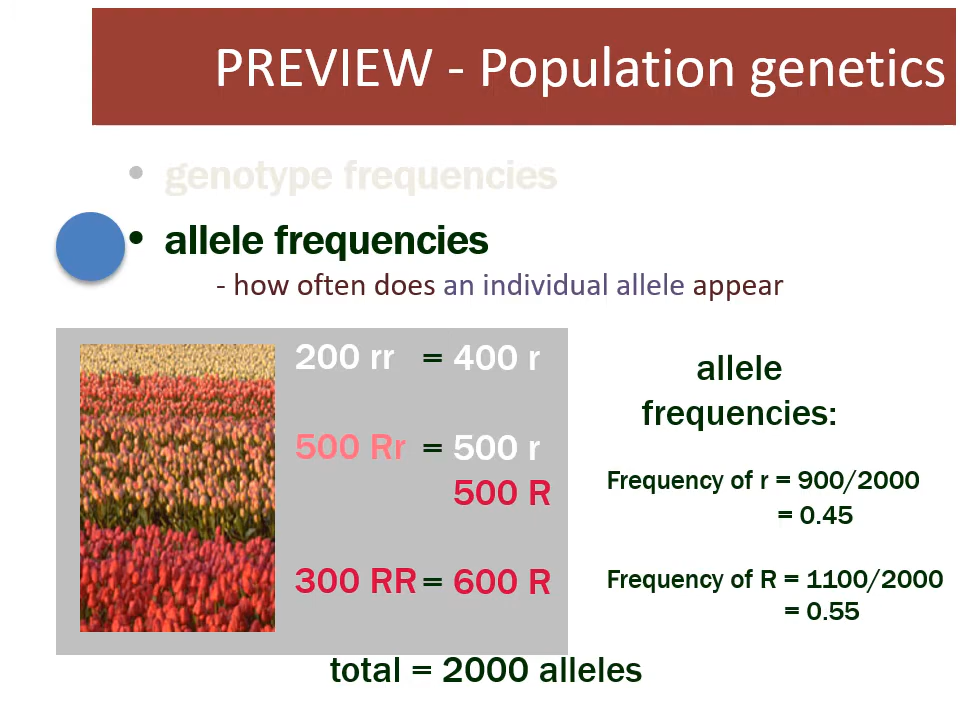 PREVIEW - Population genetics
• genotype frequencies
• allele frequencies
- how often does an individual allele appear
200 rr = 400 r
500 Rr = 500 r
500 R
300 RR = 600 R
total = 2000 alleles
allele
frequencies:
Frequency of r = 900/2000
= 0.45
Frequency of R = 1100/2000
= 0.55